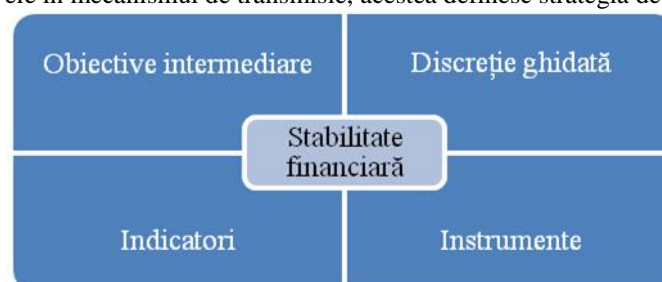 ele în mecanismul de transmisie, acestea definesc strategia de
Obiective intermediare
Discreție ghidată
Stabilitate
financiară
Indicatori
Instrumente